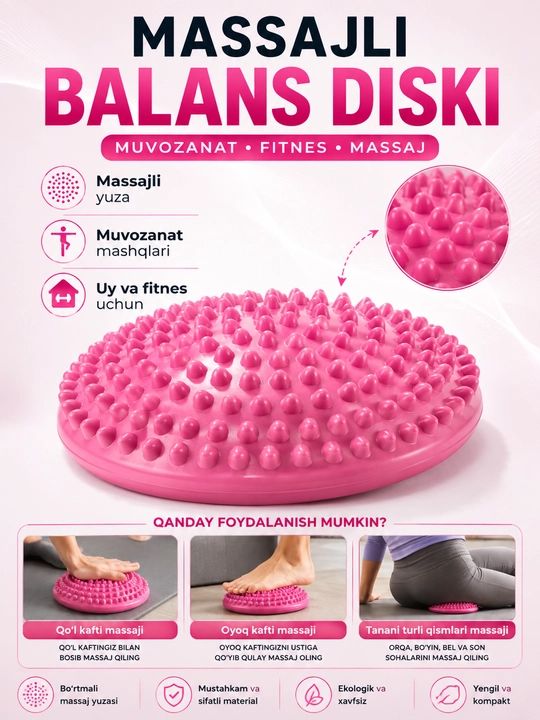 MASSAJLI
BALANS DISKI
MUVOZANAT • FITNES • MASSAJ
Massajli
yuza
Muvozanat
mashqlari
Uy va fitnes
uchun
QANDAY FOYDALANISH MUMKIN?
Qo'l kafti massaji
QO'L KAFTINGIZ BILAN
BOSIB MASSAJ QILING
Oyoq kaftingizni massaji
OYOQ KAFTINGIZNI USTIGA
QO'YIB QULAY MASSAJ OLING
Tanani turli qismlari massaji
ORQA, BO'YIN, BEL VA SON
SOHALARINI MASSAJ QILING
Bo'rtmali
massaj yuzasi
Mustahkam va
sifatli material
Ekologik va
xavfsiz
Yengil va
kompakt